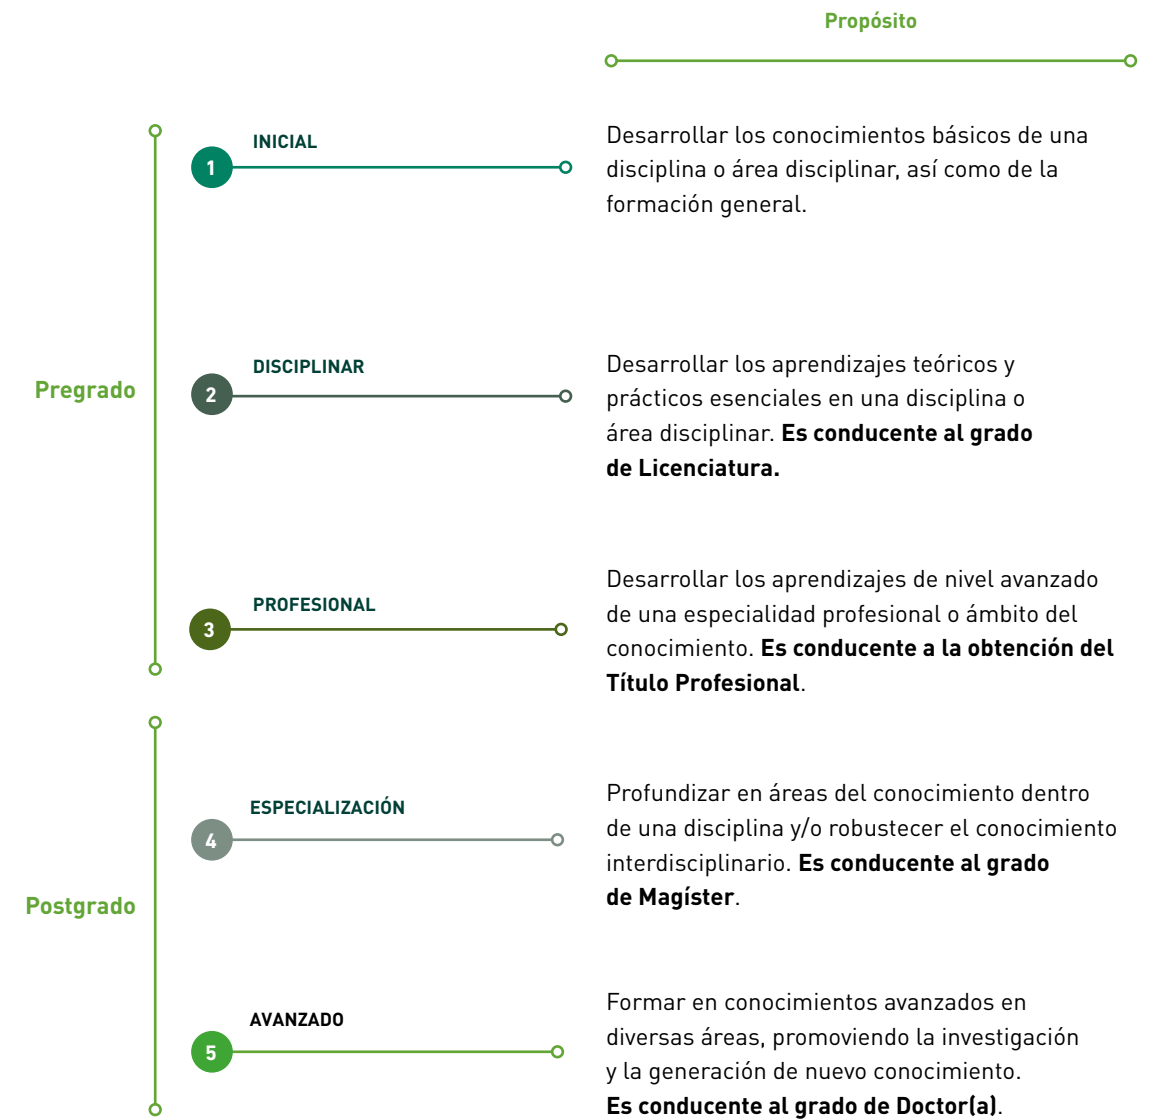 Propósito
1
INICIAL
Desarrollar los conocimientos básicos de una
disciplina o área disciplinar, así como de la
formación general.
Pregrado
2
DISCIPLINAR
Desarrollar los aprendizajes teóricos y
prácticos esenciales en una disciplina o
área disciplinar. Es conducente al grado
de Licenciatura.
3
PROFESIONAL
Desarrollar los aprendizajes de nivel avanzado
de una especialidad profesional o ámbito del
conocimiento. Es conducente a la obtención del
Título Profesional.
Postgrado
4
ESPECIALIZACIÓN
Profundizar en áreas del conocimiento dentro
de una disciplina y/o robustecer el conocimiento
interdisciplinario. Es conducente al grado
de Magíster.
5
AVANZADO
Formar en conocimientos avanzados en
diversas áreas, promoviendo la investigación
y la generación de nuevo conocimiento.
Es conducente al grado de Doctor(a).